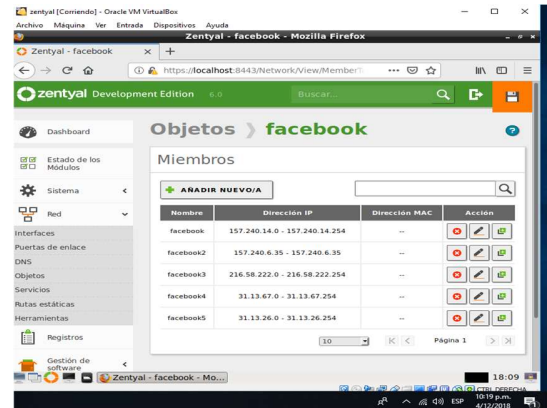 zentyal [Corriendo] - Oracle VM VirtualBox
Archivo Máquina Ver Entrada Dispositivos Ayuda
Zentyal - facebook - Mozilla Firefox
Zentyal - facebook
https://localhost:8443/Network/View/Member
zentyal Development Edition 6.0
Buscar...
Dashboard
Estado de los Módulos
Sistema
Red
Interfaces
Puertas de enlace
DNS
Objetos
Servicios
Rutas estáticas
Herramientas
Registros
Gestión de software
Objetos facebook
Miembros
AÑADIR NUEVO/A
Nombre Dirección IP Dirección MAC Acción
facebook 157.240.14.0 - 157.240.14.254 --
facebook2 157.240.6.35 - 157.240.6.35 --
facebook3 216.58.222.0 - 216.58.222.254 --
facebook4 31.13.67.0 - 31.13.67.254 --
facebook5 31.13.26.0 - 31.13.26.254 --
10 Página 1
Zentyal - facebook - Mo...
18:09
CTRL DERECHA
ESP
10:19 p.m.
4/12/2018